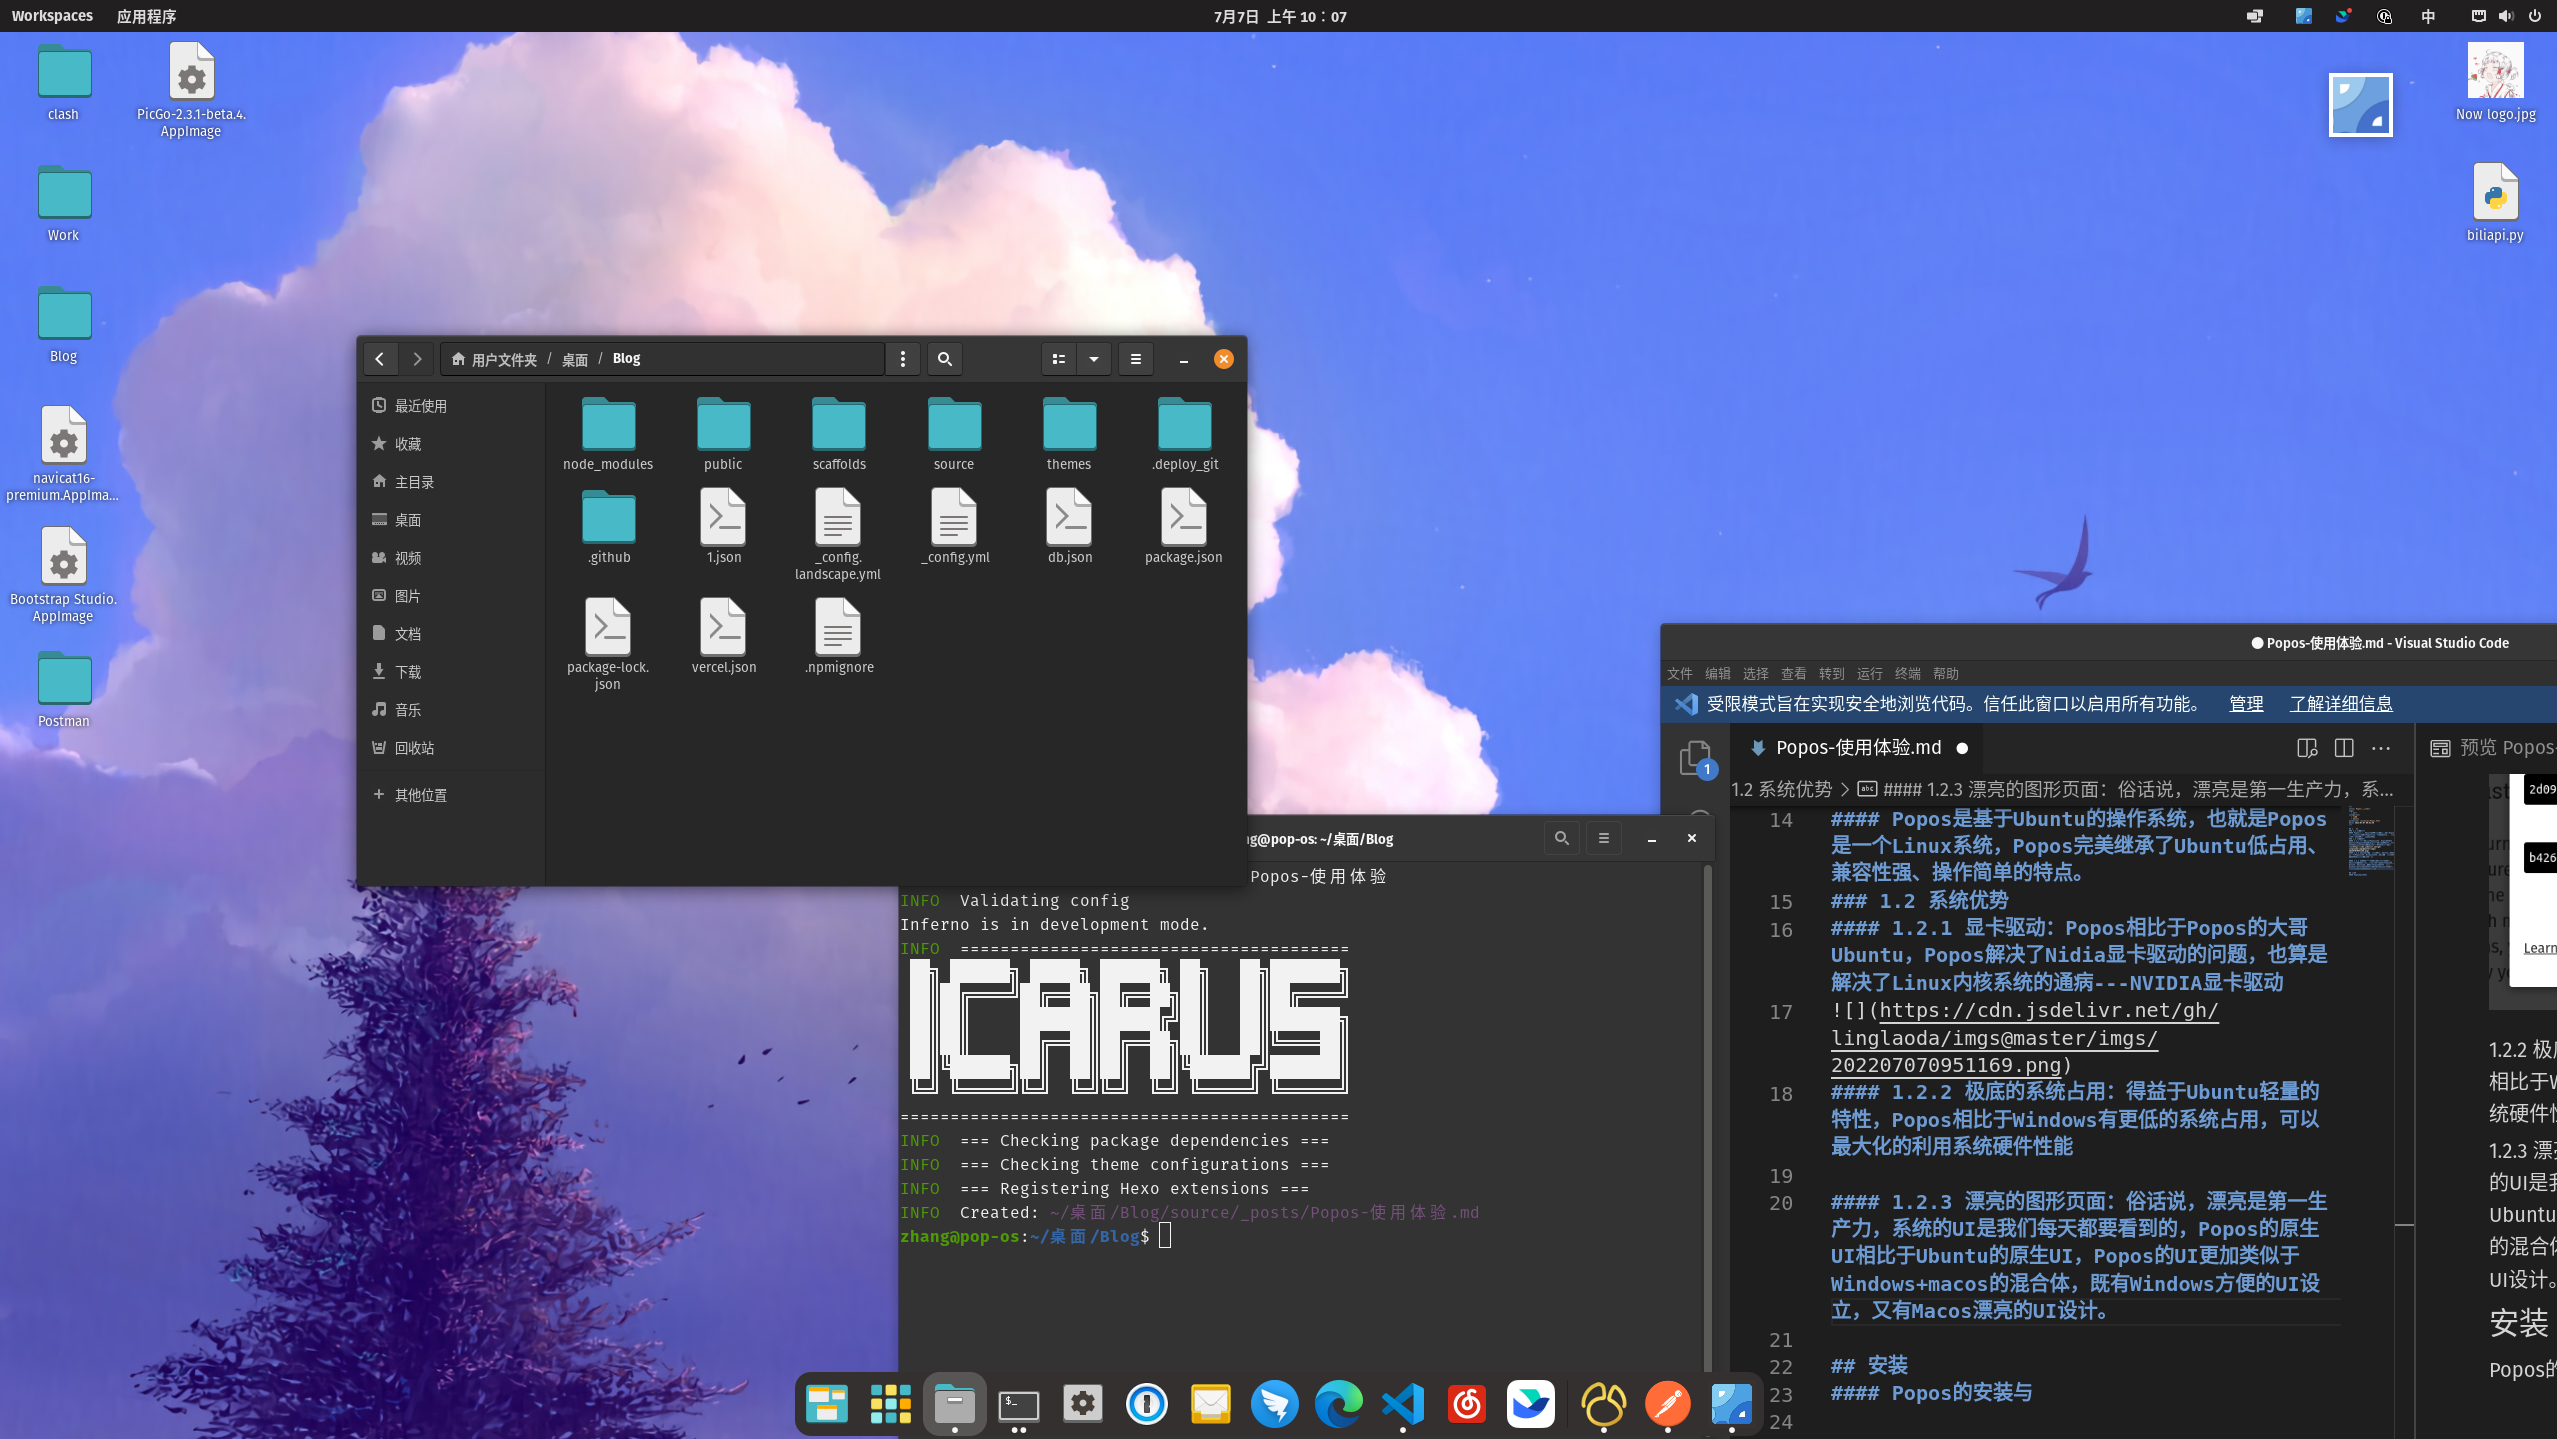 Workspaces 应用程序 7月7日 上午 10：07 中
clash
PicGo-2.3.1-beta.4.
AppImage
Now logo.jpg
Work
biliapi.py
Blog
navicat16-
premium.AppIma...
Bootstrap Studio.
AppImage
Postman
用户文件夹 / 桌面 / Blog
最近使用
收藏
主目录
桌面
视频
图片
文档
下载
音乐
回收站
其他位置
node_modules public scaffolds source themes .deploy_git
.github 1.json _config.
landscape.yml _config.yml db.json package.json
package-lock.
json vercel.json .npmignore
ng@pop-os: ~/桌面/Blog
Popos-使用体验
INFO Validating config
Inferno is in development mode.
INFO =======================================
ICARUS
=============================================
INFO === Checking package dependencies ===
INFO === Checking theme configurations ===
INFO === Registering Hexo extensions ===
INFO Created: ~/桌面/Blog/source/_posts/Popos-使用体验.md
zhang@pop-os:~/桌面/Blog$
● Popos-使用体验.md - Visual Studio Code
文件 编辑 选择 查看 转到 运行 终端 帮助
受限模式旨在实现安全地浏览代码。信任此窗口以启用所有功能。 管理 了解详细信息
1
Popos-使用体验.md ●
预览 Popos-
1.2 系统优势 > #### 1.2.3 漂亮的图形页面：俗话说，漂亮是第一生产力，系...
14 #### Popos是基于Ubuntu的操作系统，也就是Popos
是一个Linux系统，Popos完美继承了Ubuntu低占用、
兼容性强、操作简单的特点。
15 ### 1.2 系统优势
16 #### 1.2.1 显卡驱动：Popos相比于Popos的大哥
Ubuntu，Popos解决了Nidia显卡驱动的问题，也算是
解决了Linux内核系统的通病---NVIDIA显卡驱动
17 ![](https://cdn.jsdelivr.net/gh/
linglaoda/imgs@master/imgs/
202207070951169.png)
18 #### 1.2.2 极底的系统占用：得益于Ubuntu轻量的
特性，Popos相比于Windows有更低的系统占用，可以
最大化的利用系统硬件性能
19
20 #### 1.2.3 漂亮的图形页面：俗话说，漂亮是第一生
产力，系统的UI是我们每天都要看到的，Popos的原生
UI相比于Ubuntu的原生UI，Popos的UI更加类似于
Windows+macos的混合体，既有Windows方便的UI设
立，又有Macos漂亮的UI设计。
21
22 ## 安装
23 #### Popos的安装与
24
2d09
b426
Learn
1.2.2 极底
相比于W
统硬件性
1.2.3 漂亮
的UI是我
Ubuntu
的混合体
UI设计。
安装
Popos的